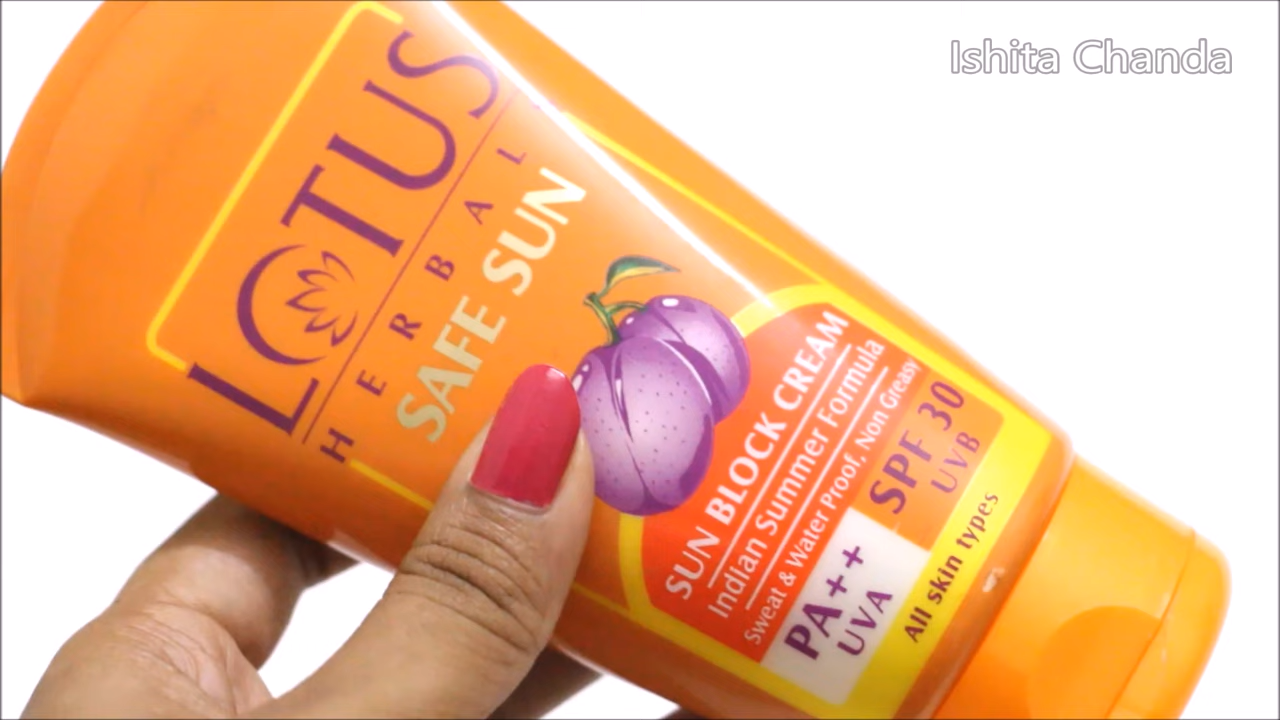 Ishita Chanda
LOTUS
HERBAL
SAFE SUN
SUN BLOCK CREAM
Indian Summer Formula
Sweat & Water Proof, Non Greasy
SPF 30
UVB
PA++
UVA
All skin types